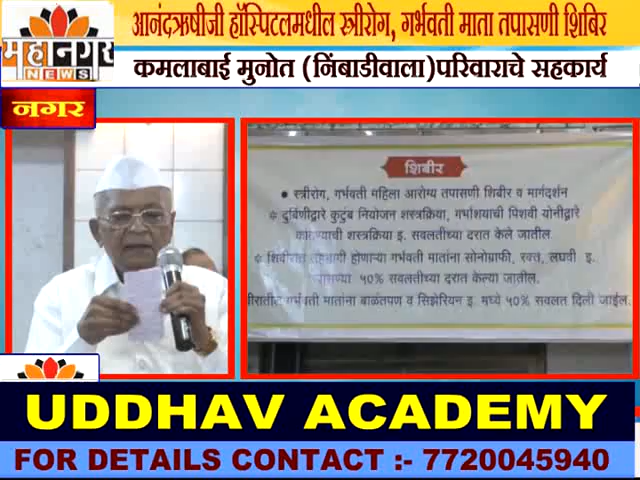 आनंदऋषीजी हॉस्पिटलमधील स्त्रीरोग, गर्भवती माता तपासणी शिबिर
महानगर
NEWS
कमलाबाई मुनोत (निंबाडीवाला)परिवाराचे सहकार्य
नगर
शिबीर
स्त्रीरोग, गर्भवती महिला आरोग्य तपासणी शिबीर व मार्गदर्शन
दुर्बिणीद्वारे कुटुंब नियोजन शस्त्रक्रिया, गर्भाशयाची पिशवी योनीद्वारे
काढण्याची शस्त्रक्रिया इ. सवलतीच्या दरात केले जातील.
शिबीरात सहभागी होणाऱ्या गर्भवती मातांना सोनोग्राफी, रक्त, लघवी इ.
५०% सवलतीच्या दरात केल्या जातील.
गर्भवती मातांना बाळंतपण व सिझेरियन इ. मध्ये ५०% सवलत दिली जाईल.
UDDHAV ACADEMY
FOR DETAILS CONTACT :- 7720045940